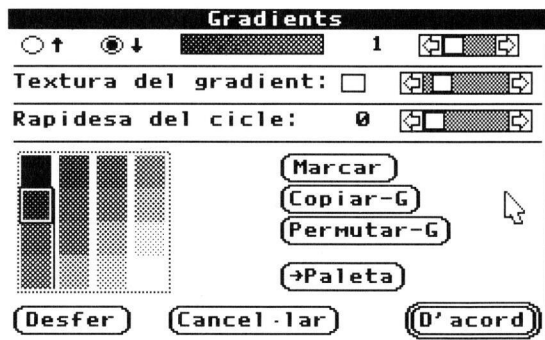 Gradients
↑ ↓ 1
Textura del gradient:
Rapidesa del cicle: 0
Marcar
Copiar-G
Permutar-G
→Paleta
Desfer Cancel·lar D'acord